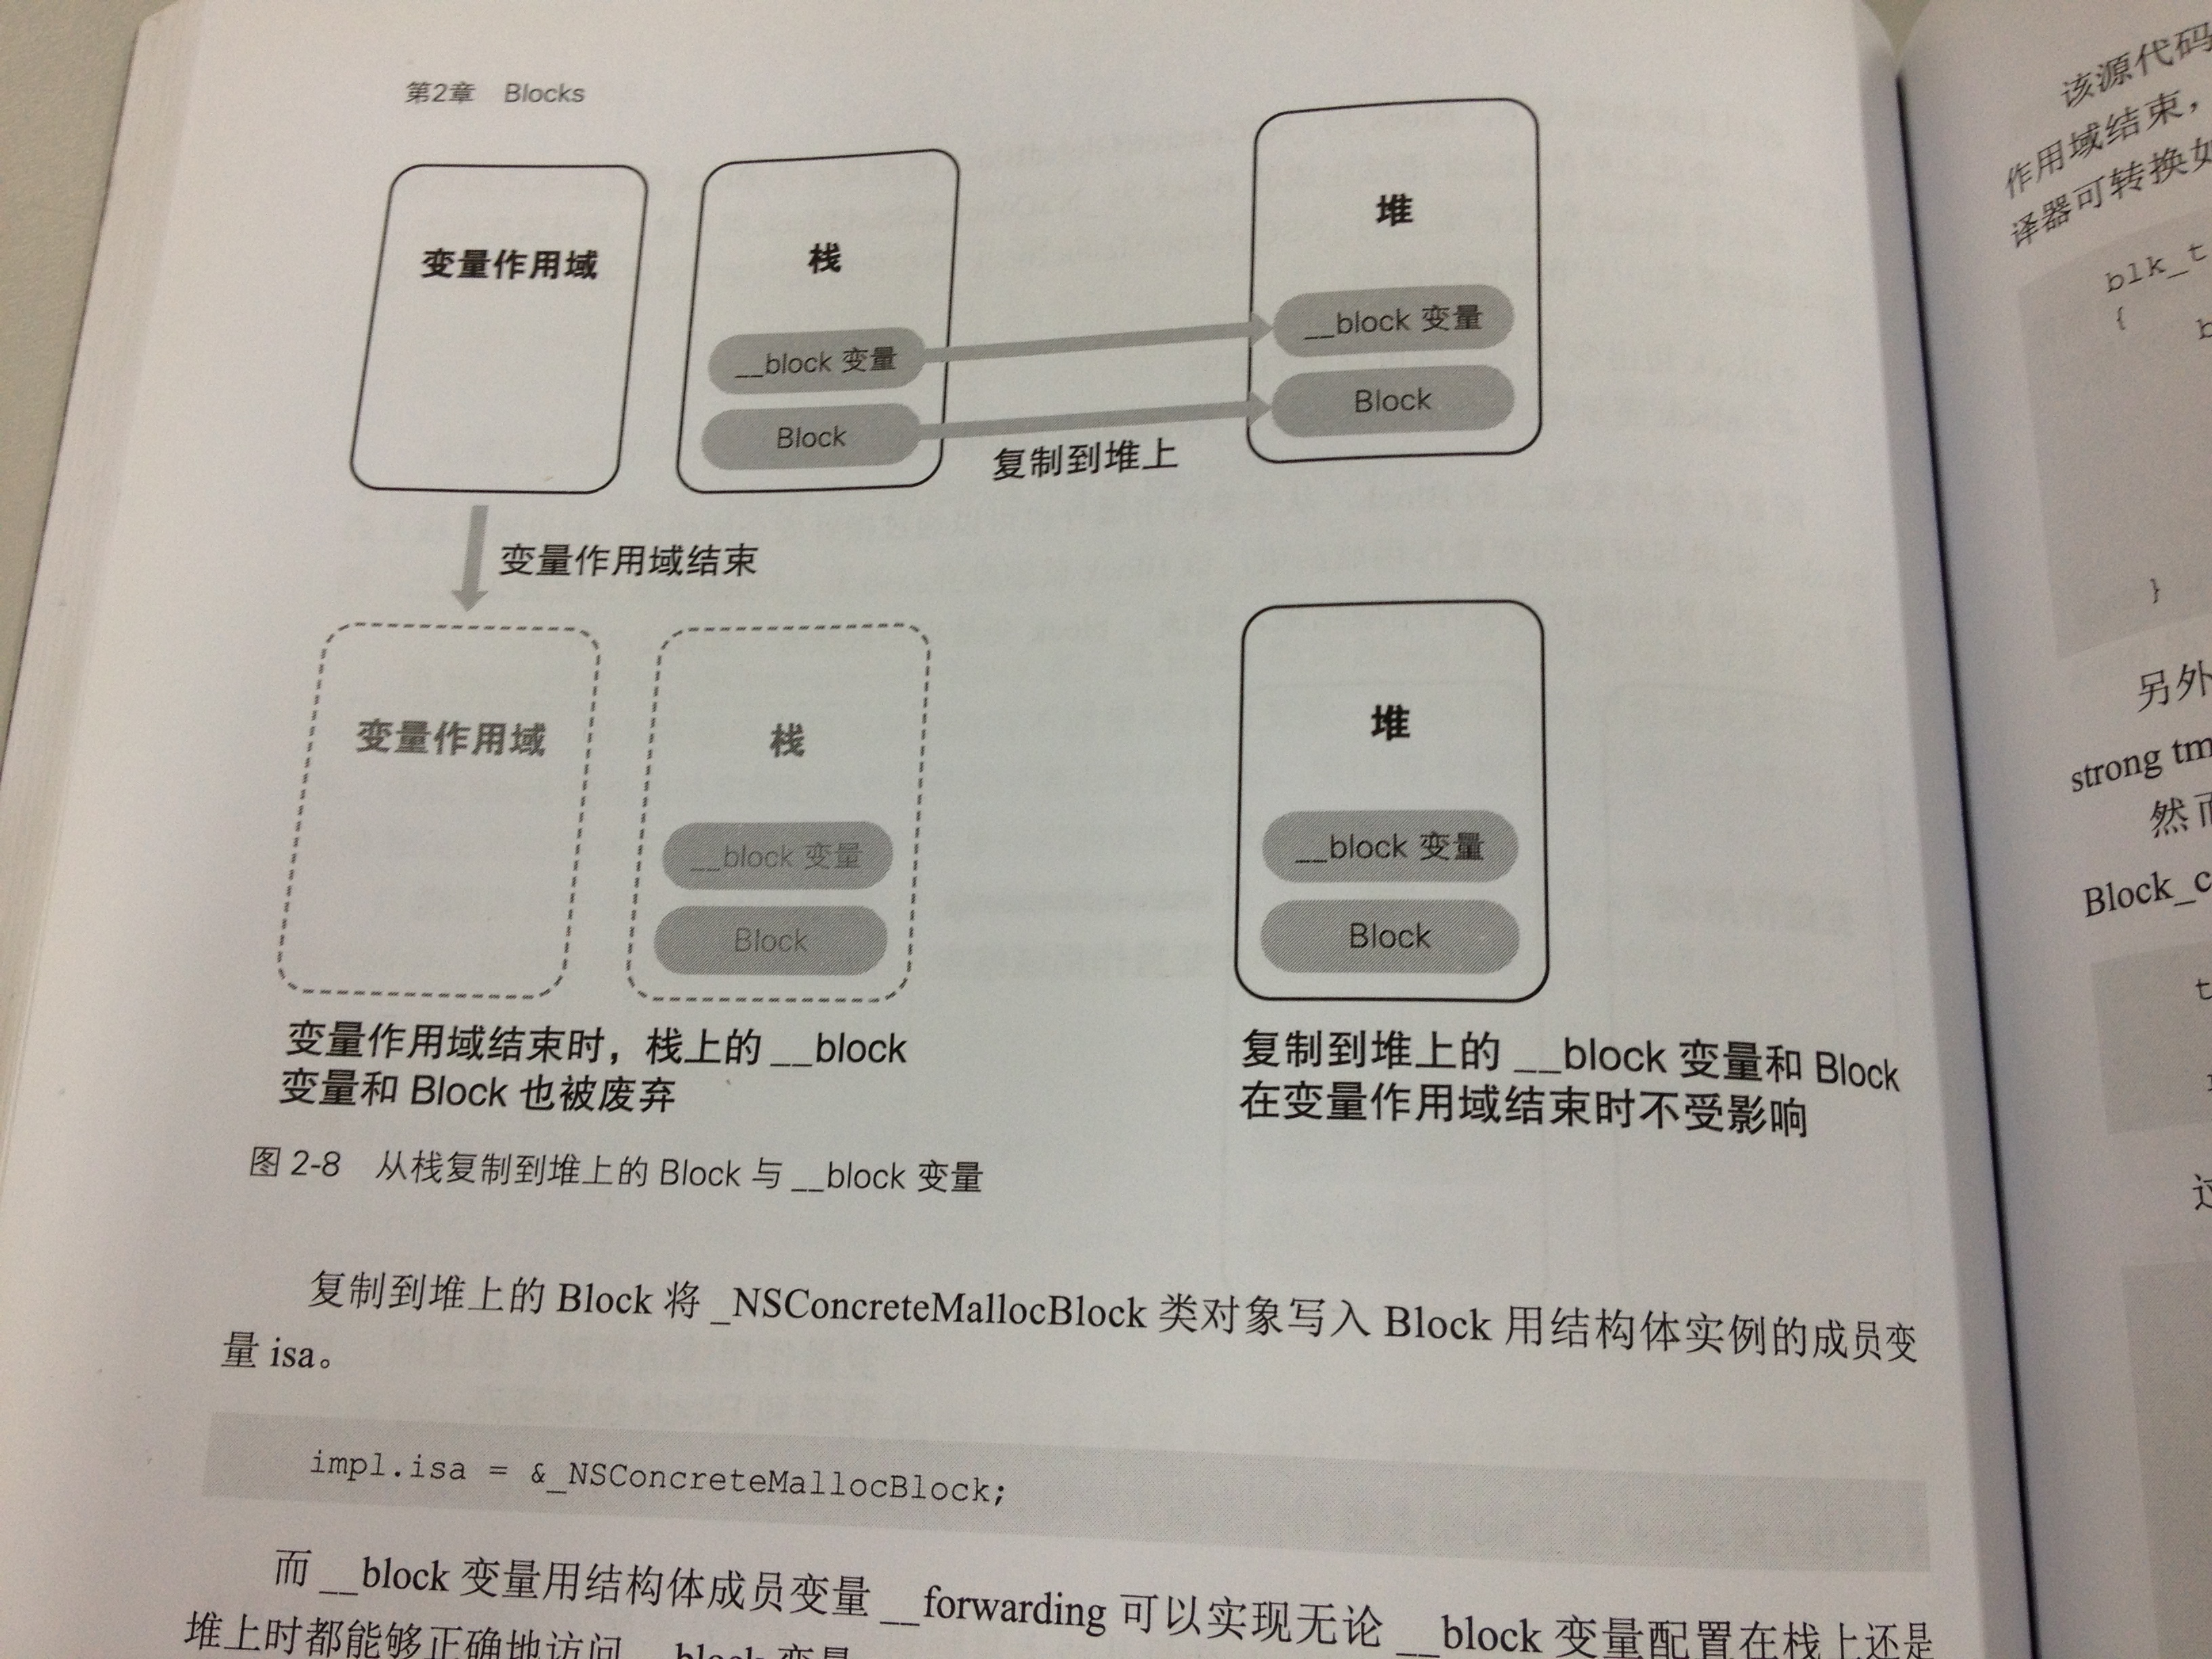 第2章 Blocks
变量作用域
栈
堆
__block 变量
Block
__block 变量
Block
复制到堆上
变量作用域结束
变量作用域
栈
堆
__block 变量
Block
__block 变量
Block
变量作用域结束时，栈上的 __block
变量和 Block 也被废弃
复制到堆上的 __block 变量和 Block
在变量作用域结束时不受影响
图 2-8 从栈复制到堆上的 Block 与 __block 变量
复制到堆上的 Block 将 _NSConcreteMallocBlock 类对象写入 Block 用结构体实例的成员变
量 isa。
impl.isa = &_NSConcreteMallocBlock;
而 __block 变量用结构体成员变量 __forwarding 可以实现无论 __block 变量配置在栈上还是
堆上时都能够正确地访问 __block 变量
该源代码
作用域结束，
译器可转换如
blk_t
{
b
}
另外
strong tm
然而
Block_c
t
过